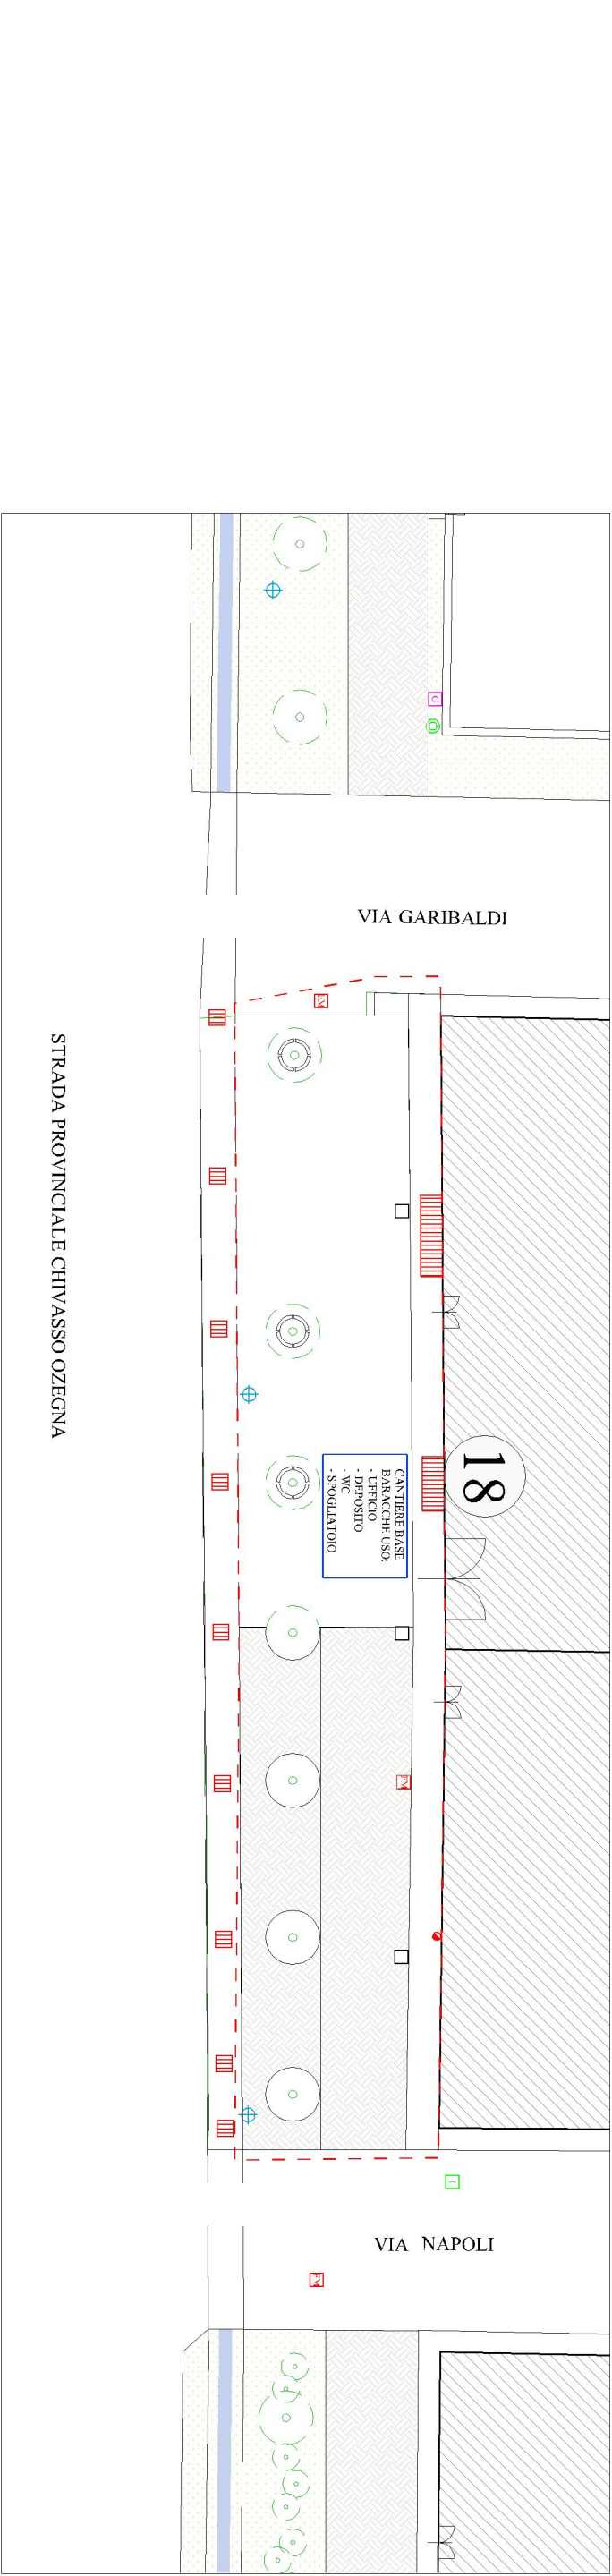 G
VIA GARIBALDI
STRADA PROVINCIALE CHIVASSO OZEGNA
CANTIERE BASE
BARACCHE USO:
- UFFICIO
- DEPOSITO
- WC
- SPOGLIATOIO
18
VIA NAPOLI